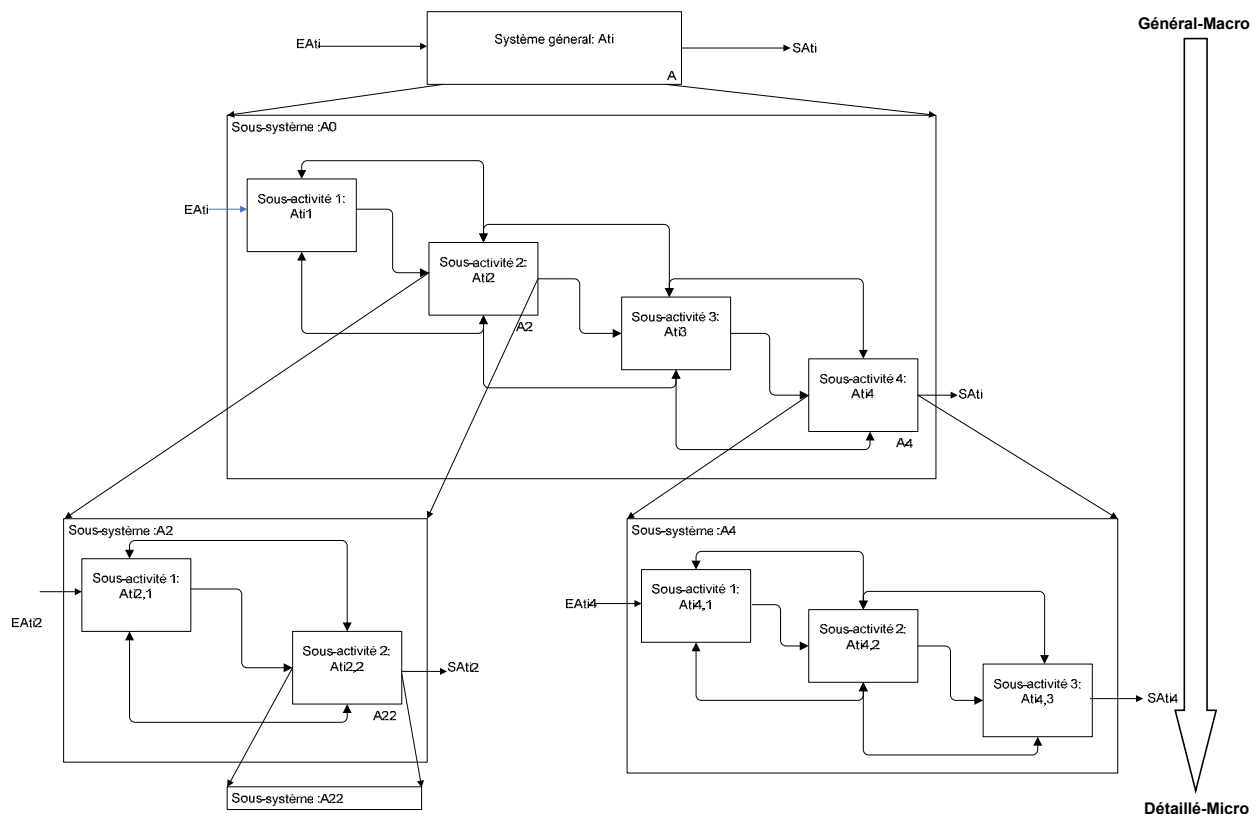 Général-Macro
EAti
Système géneral: Ati
SAti
A
Sous-système :A0
EAti
Sous-activité 1:
Ati1
Sous-activité 2:
Ati2
A2
Sous-activité 3:
Ati3
Sous-activité 4:
Ati4
SAti
A4
Sous-système :A2
Sous-activité 1:
Ati2,1
EAti2
Sous-activité 2:
Ati2,2
SAti2
A22
Sous-système :A22
Sous-système :A4
EAti4
Sous-activité 1:
Ati4,1
Sous-activité 2:
Ati4,2
Sous-activité 3:
Ati4,3
SAti4
Détaillé-Micro